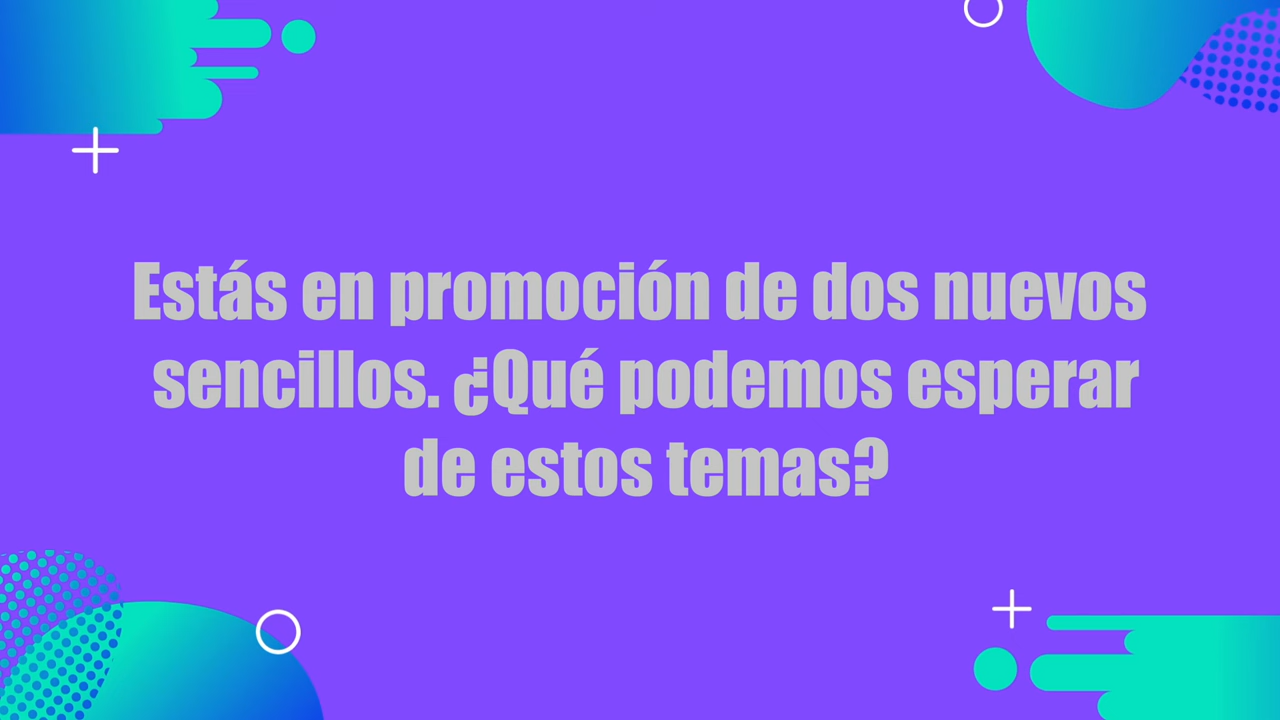 Estás en promoción de dos nuevos
sencillos. ¿Qué podemos esperar
de estos temas?